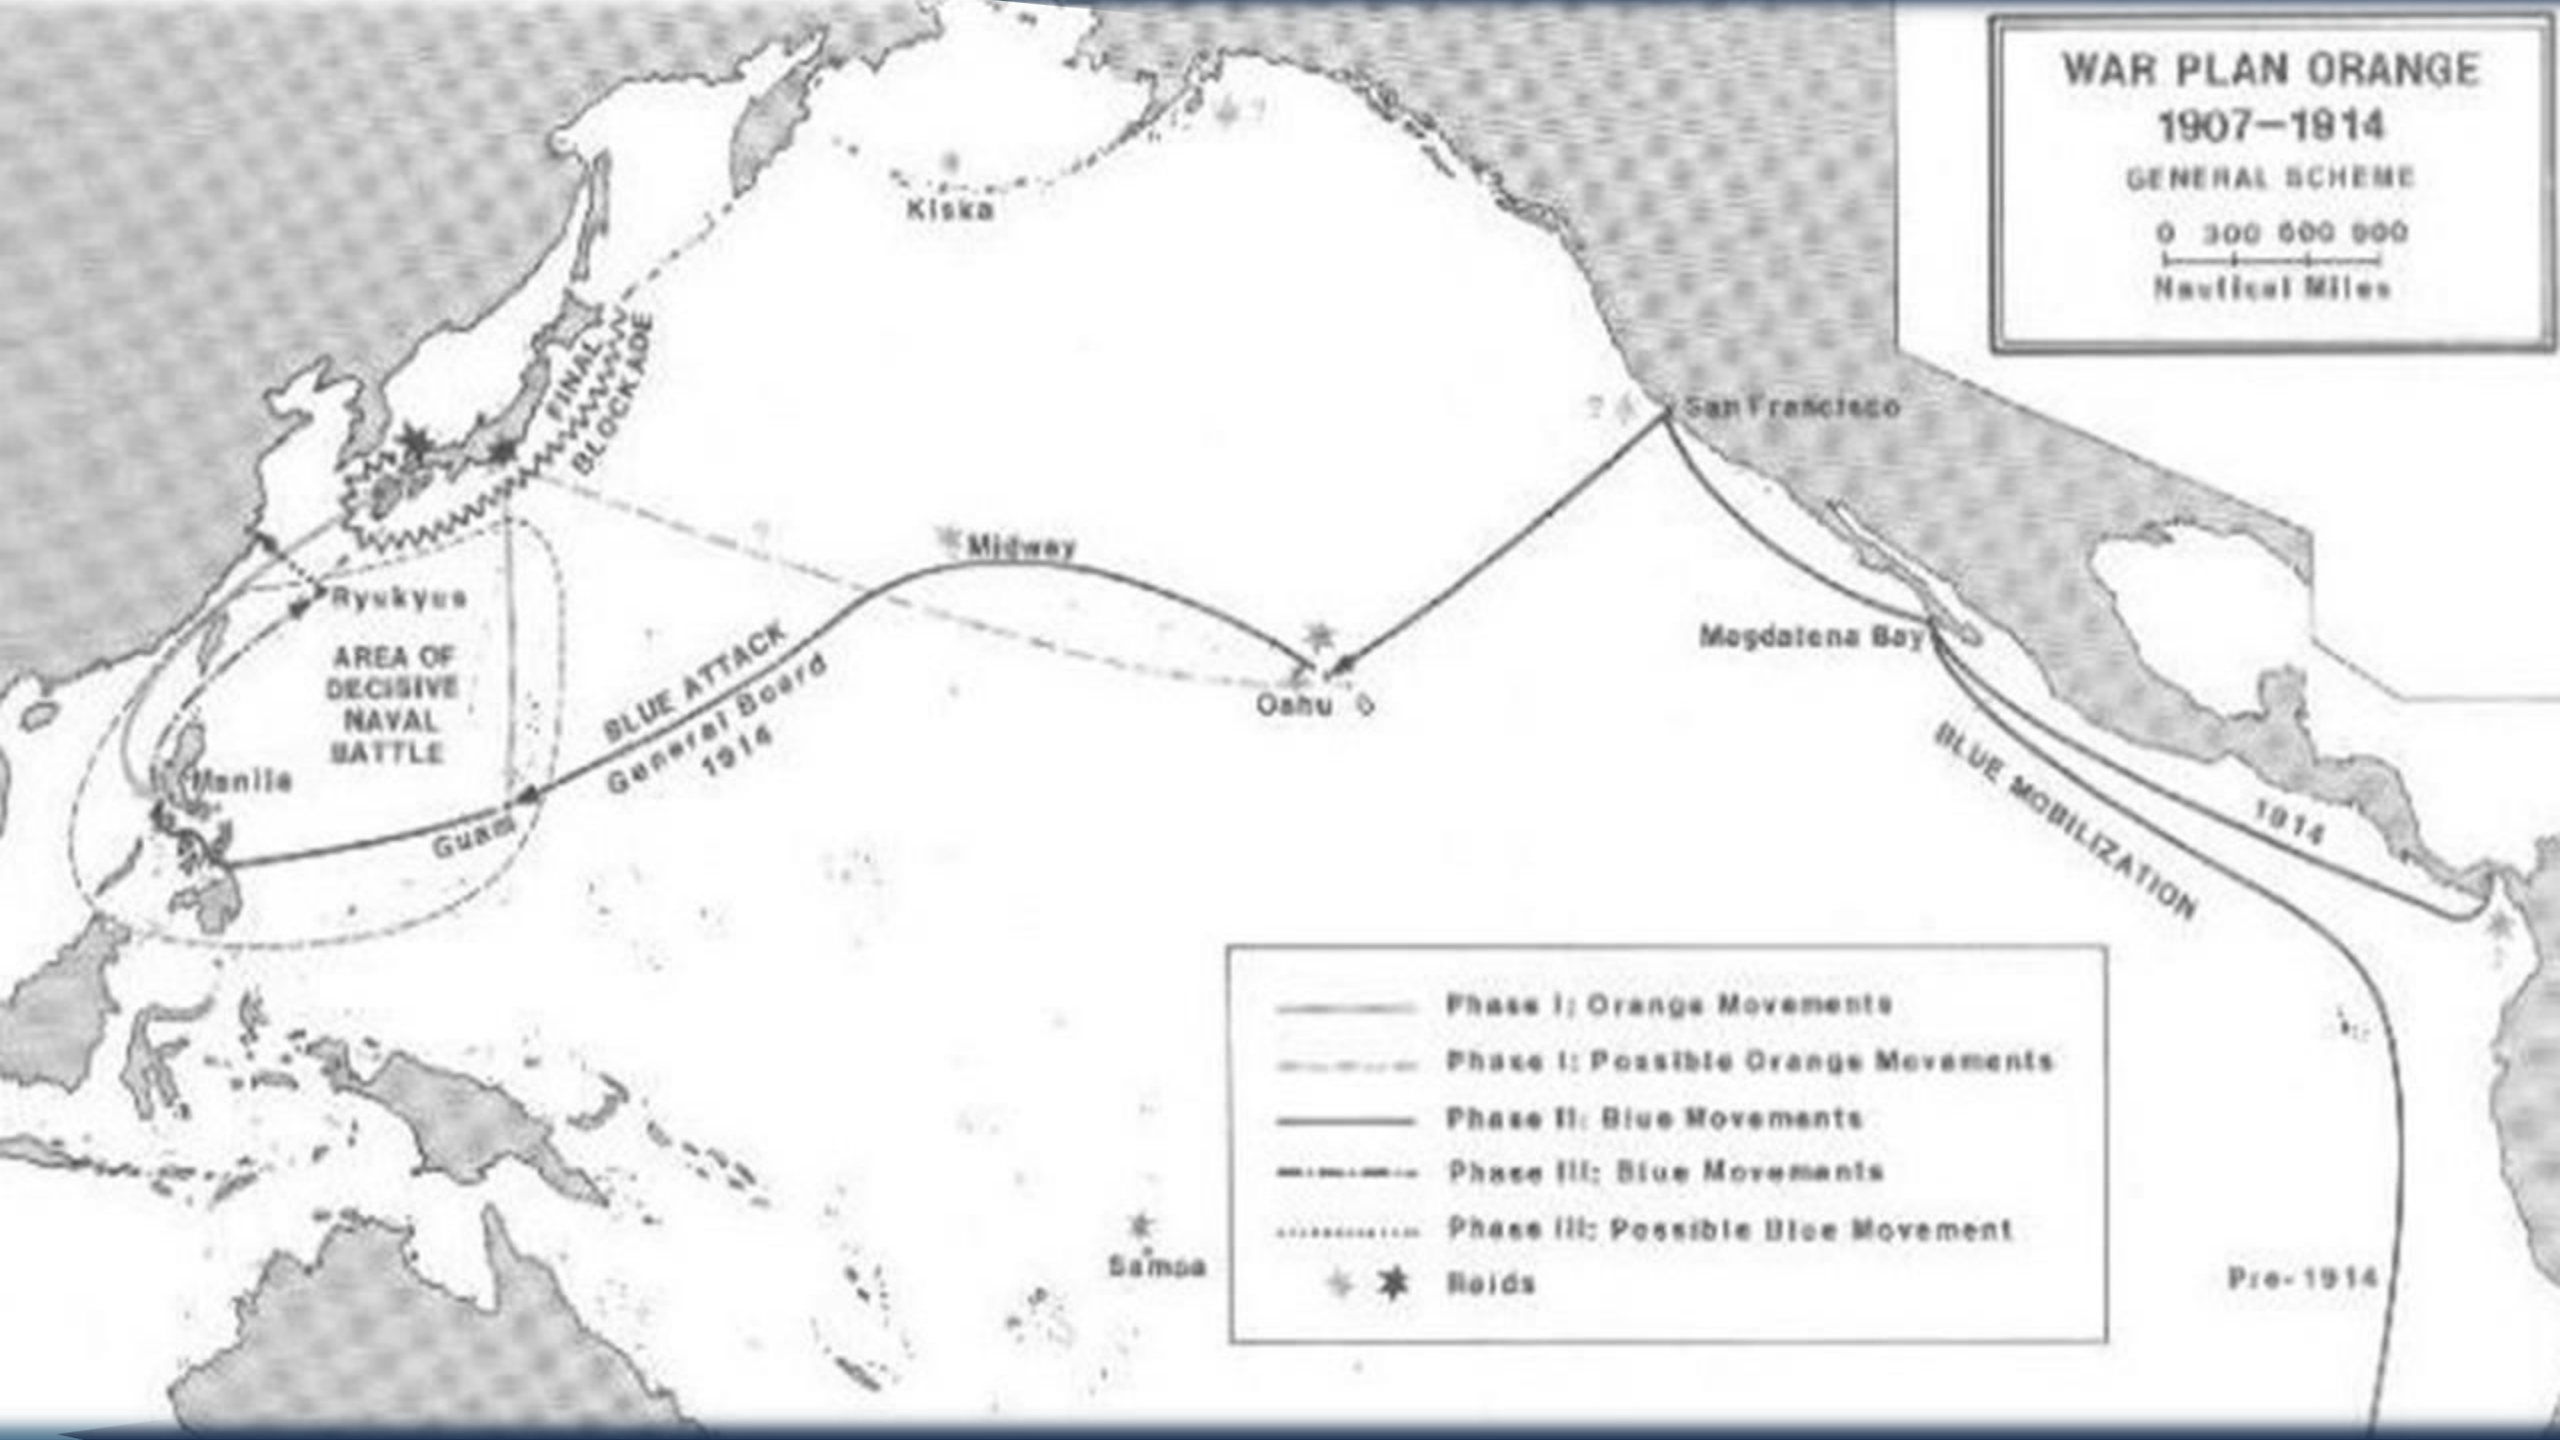 WAR PLAN ORANGE
1907-1914
GENERAL SCHEME
0 300 600 900
Nautical Miles
Kiska
FINAL
BLOCKADE
?
?
San Francisco
?
Midway
Ryukyus
Magdalena Bay
AREA OF
DECISIVE
NAVAL
BATTLE
BLUE ATTACK
General Board
1914
Oahu
Manila
Guam
BLUE MOBILIZATION
1914
Phase I: Orange Movements
Phase I: Possible Orange Movements
Phase II: Blue Movements
Phase III: Blue Movements
Phase III: Possible Blue Movement
Raids
Samoa
Pre-1914